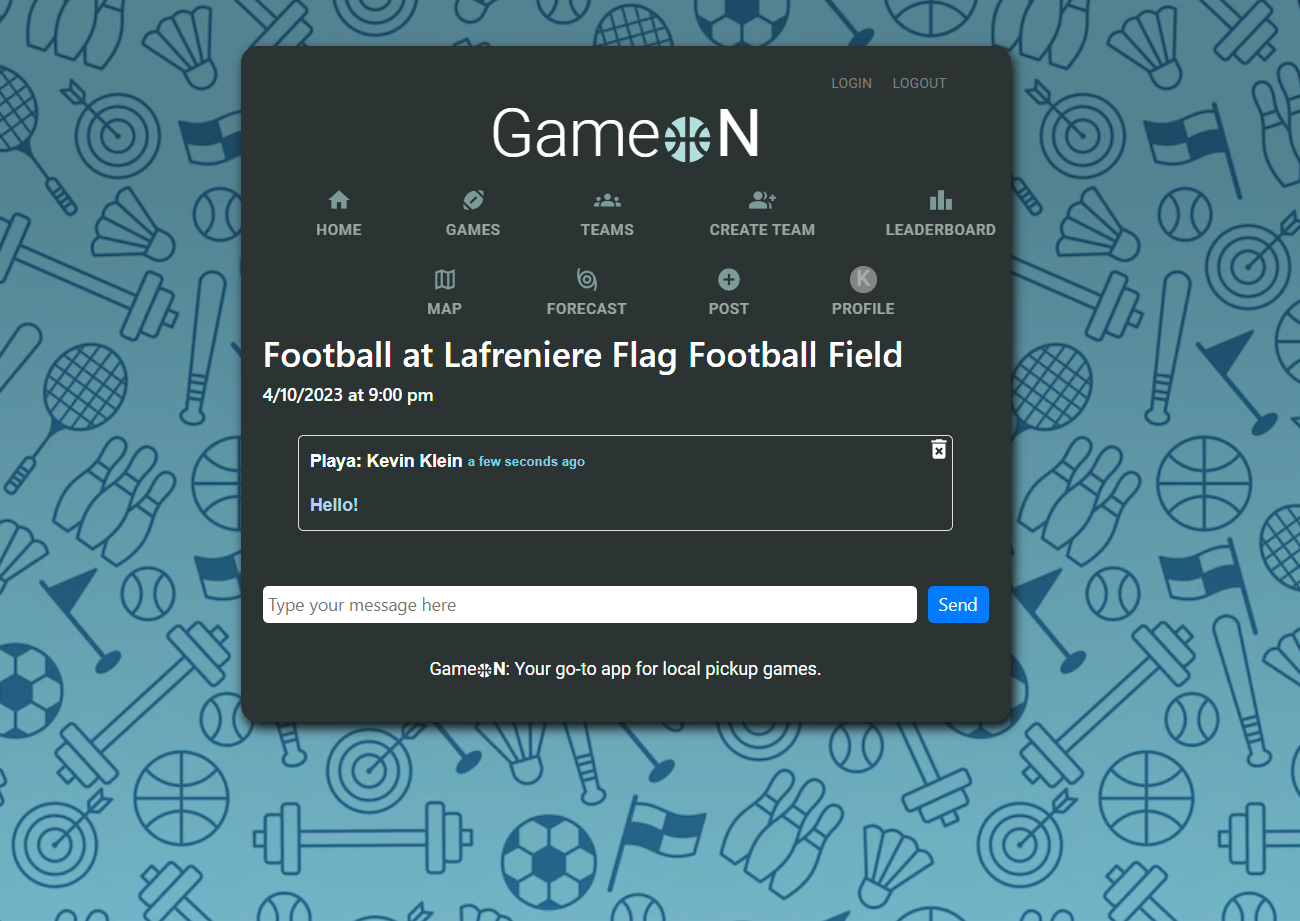 LOGIN LOGOUT
GameN
HOME GAMES TEAMS CREATE TEAM LEADERBOARD
MAP FORECAST POST K PROFILE
Football at Lafreniere Flag Football Field
4/10/2023 at 9:00 pm
Playa: Kevin Klein a few seconds ago
Hello!
Type your message here Send
GameN: Your go-to app for local pickup games.